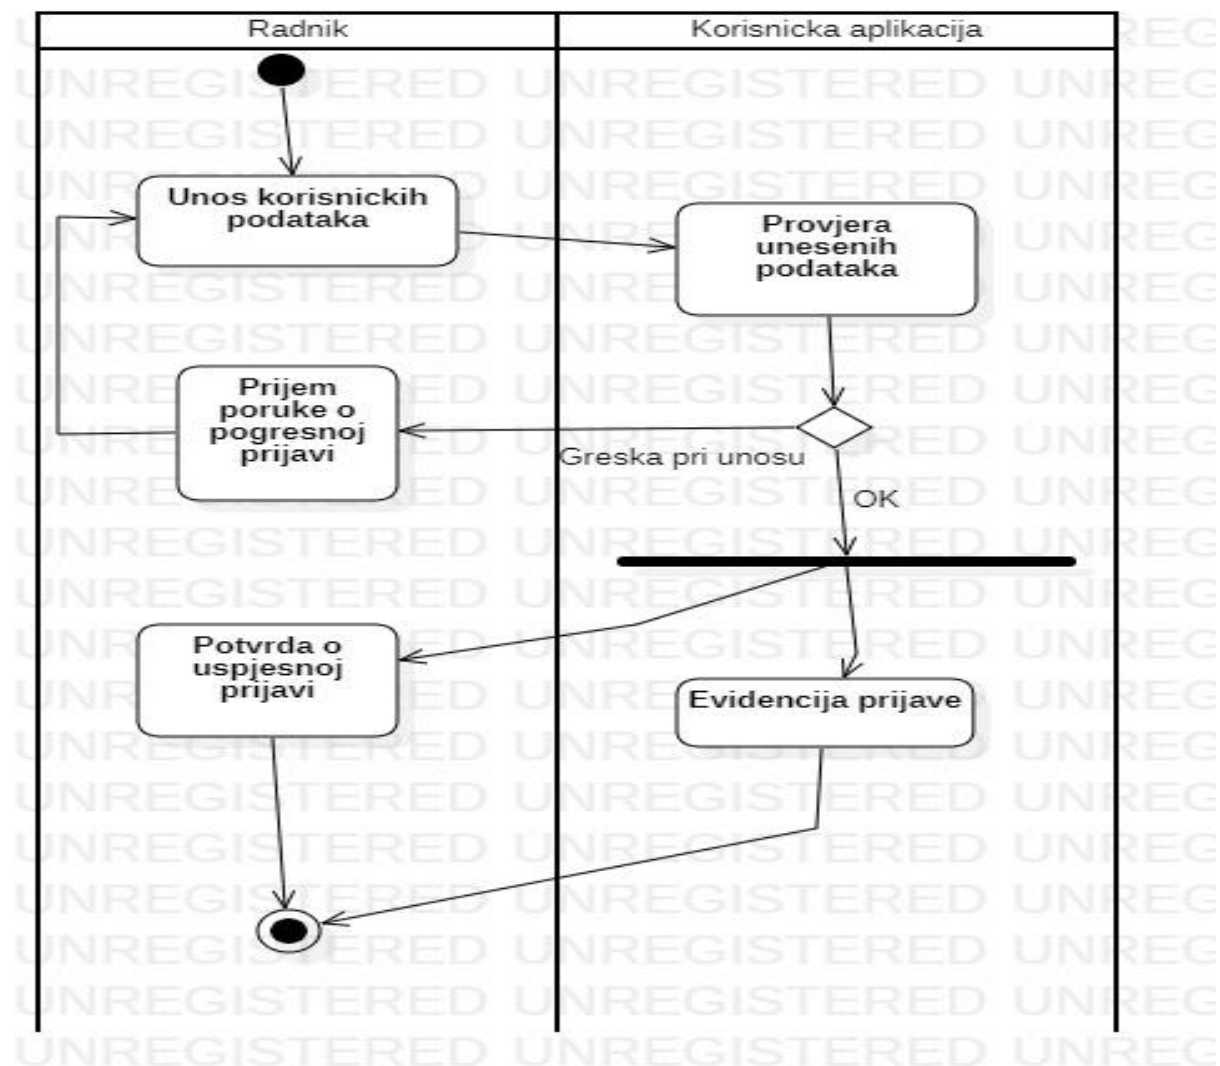 Radnik
Korisnicka aplikacija
Unos korisnickih
podataka
Provjera
unesenih
podataka
Prijem
poruke o
pogresnoj
prijavi
Greska pri unosu
OK
Potvrda o
uspjesnoj
prijavi
Evidencija prijave
UNREGISTERED